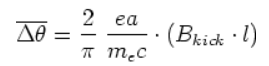 $\overline{\Delta\theta} = \frac{2}{\pi} \frac{ea}{m_e c} \cdot (B_{kick} \cdot l)$